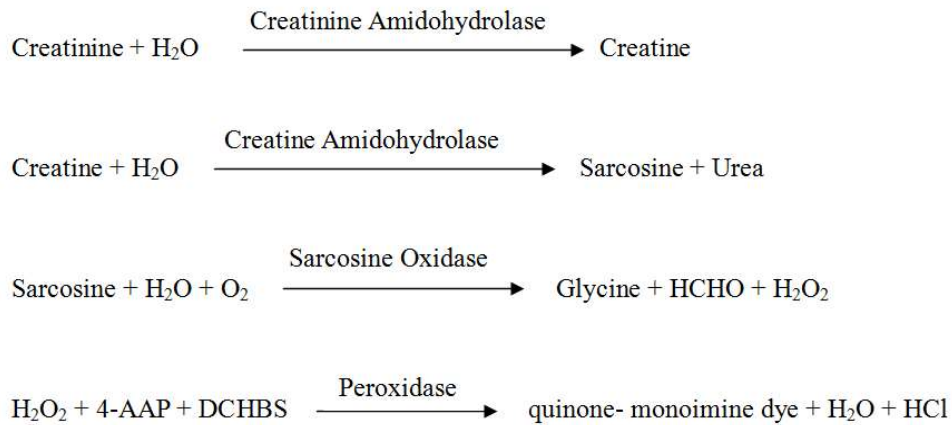 Creatinine Amidohydrolase
Creatinine + H₂O Creatine
Creatine Amidohydrolase
Creatine + H₂O Sarcosine + Urea
Sarcosine Oxidase
Sarcosine + H₂O + O₂ Glycine + HCHO + H₂O₂
Peroxidase
H₂O₂ + 4-AAP + DCHBS quinone- monoimine dye + H₂O + HCl